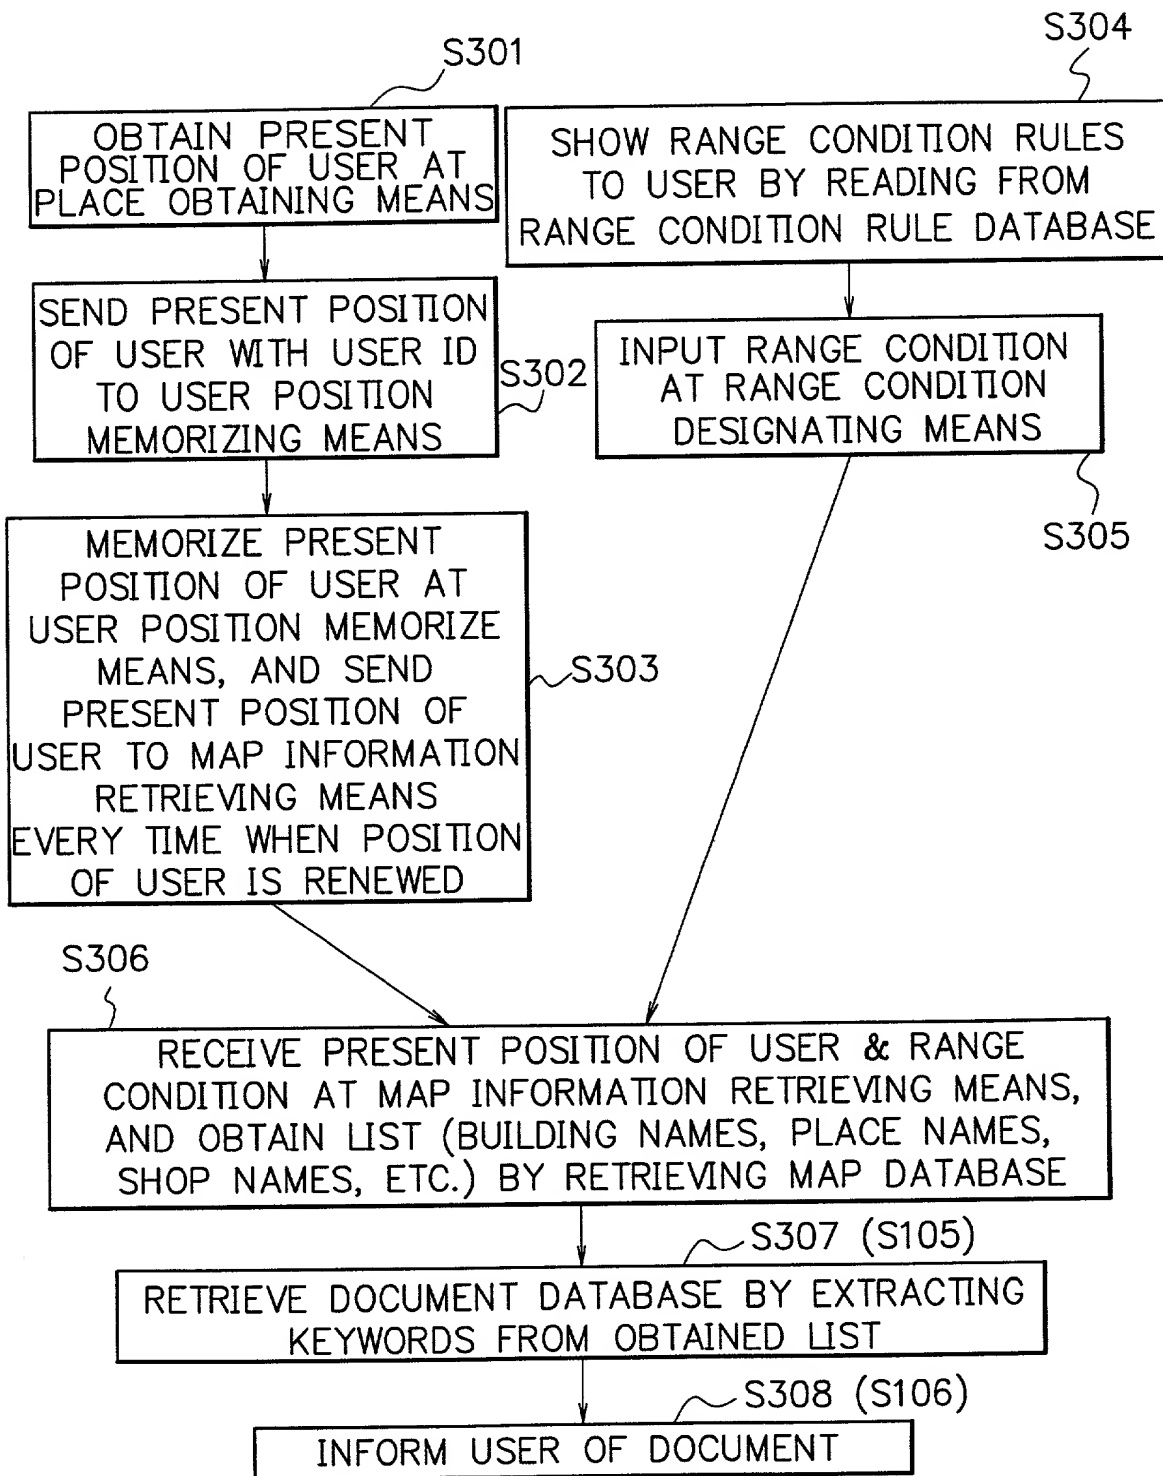 S301
OBTAIN PRESENT
POSITION OF USER AT
PLACE OBTAINING MEANS
SEND PRESENT POSITION
OF USER WITH USER ID
TO USER POSITION
MEMORIZING MEANS
S302
MEMORIZE PRESENT
POSITION OF USER AT
USER POSITION MEMORIZE
MEANS, AND SEND
PRESENT POSITION OF
USER TO MAP INFORMATION
RETRIEVING MEANS
EVERY TIME WHEN POSITION
OF USER IS RENEWED
S303
S304
SHOW RANGE CONDITION RULES
TO USER BY READING FROM
RANGE CONDITION RULE DATABASE
INPUT RANGE CONDITION
AT RANGE CONDITION
DESIGNATING MEANS
S305
S306
RECEIVE PRESENT POSITION OF USER & RANGE
CONDITION AT MAP INFORMATION RETRIEVING MEANS,
AND OBTAIN LIST (BUILDING NAMES, PLACE NAMES,
SHOP NAMES, ETC.) BY RETRIEVING MAP DATABASE
S307 (S105)
RETRIEVE DOCUMENT DATABASE BY EXTRACTING
KEYWORDS FROM OBTAINED LIST
S308 (S106)
INFORM USER OF DOCUMENT